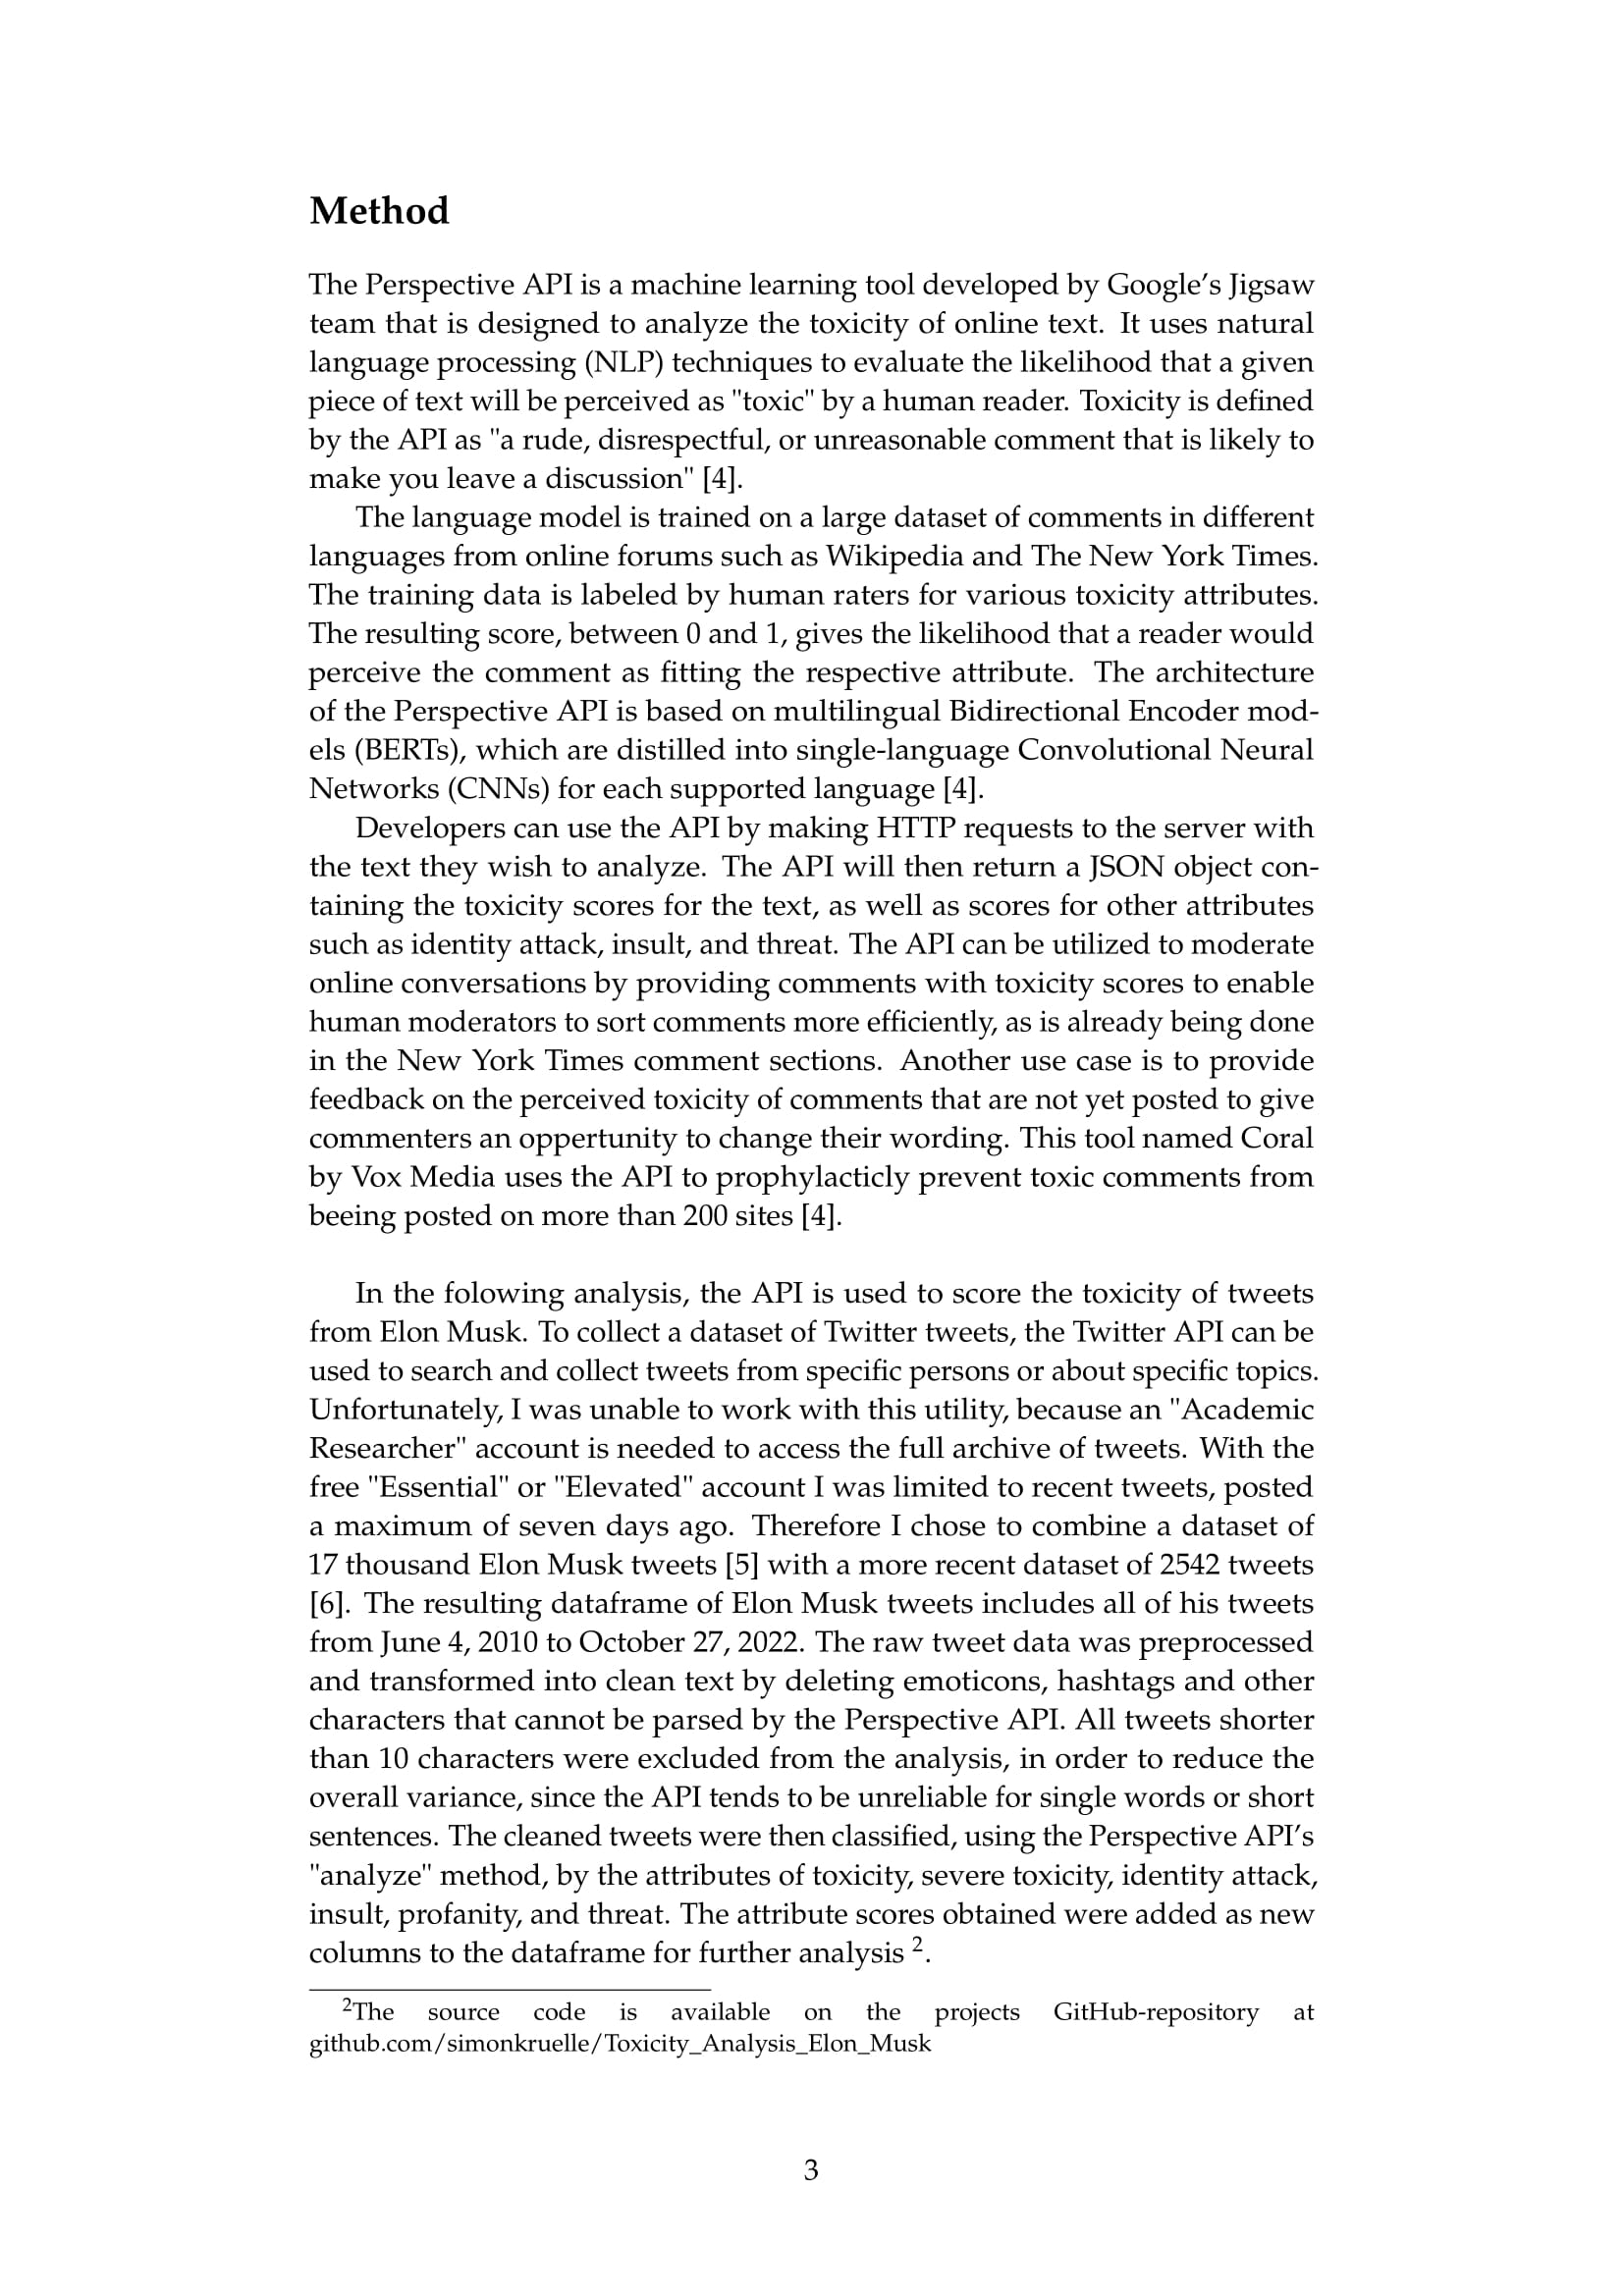 Method
The Perspective API is a machine learning tool developed by Google's Jigsaw
team that is designed to analyze the toxicity of online text. It uses natural
language processing (NLP) techniques to evaluate the likelihood that a given
piece of text will be perceived as "toxic" by a human reader. Toxicity is defined
by the API as "a rude, disrespectful, or unreasonable comment that is likely to
make you leave a discussion" [4].
The language model is trained on a large dataset of comments in different
languages from online forums such as Wikipedia and The New York Times.
The training data is labeled by human raters for various toxicity attributes.
The resulting score, between 0 and 1, gives the likelihood that a reader would
perceive the comment as fitting the respective attribute. The architecture
of the Perspective API is based on multilingual Bidirectional Encoder mod-
els (BERTs), which are distilled into single-language Convolutional Neural
Networks (CNNs) for each supported language [4].
Developers can use the API by making HTTP requests to the server with
the text they wish to analyze. The API will then return a JSON object con-
taining the toxicity scores for the text, as well as scores for other attributes
such as identity attack, insult, and threat. The API can be utilized to moderate
online conversations by providing comments with toxicity scores to enable
human moderators to sort comments more efficiently, as is already being done
in the New York Times comment sections. Another use case is to provide
feedback on the perceived toxicity of comments that are not yet posted to give
commenters an oppertunity to change their wording. This tool named Coral
by Vox Media uses the API to prophylacticly prevent toxic comments from
beeing posted on more than 200 sites [4].
In the folowing analysis, the API is used to score the toxicity of tweets
from Elon Musk. To collect a dataset of Twitter tweets, the Twitter API can be
used to search and collect tweets from specific persons or about specific topics.
Unfortunately, I was unable to work with this utility, because an "Academic
Researcher" account is needed to access the full archive of tweets. With the
free "Essential" or "Elevated" account I was limited to recent tweets, posted
a maximum of seven days ago. Therefore I chose to combine a dataset of
17 thousand Elon Musk tweets [5] with a more recent dataset of 2542 tweets
[6]. The resulting dataframe of Elon Musk tweets includes all of his tweets
from June 4, 2010 to October 27, 2022. The raw tweet data was preprocessed
and transformed into clean text by deleting emoticons, hashtags and other
characters that cannot be parsed by the Perspective API. All tweets shorter
than 10 characters were excluded from the analysis, in order to reduce the
overall variance, since the API tends to be unreliable for single words or short
sentences. The cleaned tweets were then classified, using the Perspective API's
"analyze" method, by the attributes of toxicity, severe toxicity, identity attack,
insult, profanity, and threat. The attribute scores obtained were added as new
columns to the dataframe for further analysis 2.
2The source code is available on the projects GitHub-repository at
github.com/simonkruelle/Toxicity_Analysis_Elon_Musk
3